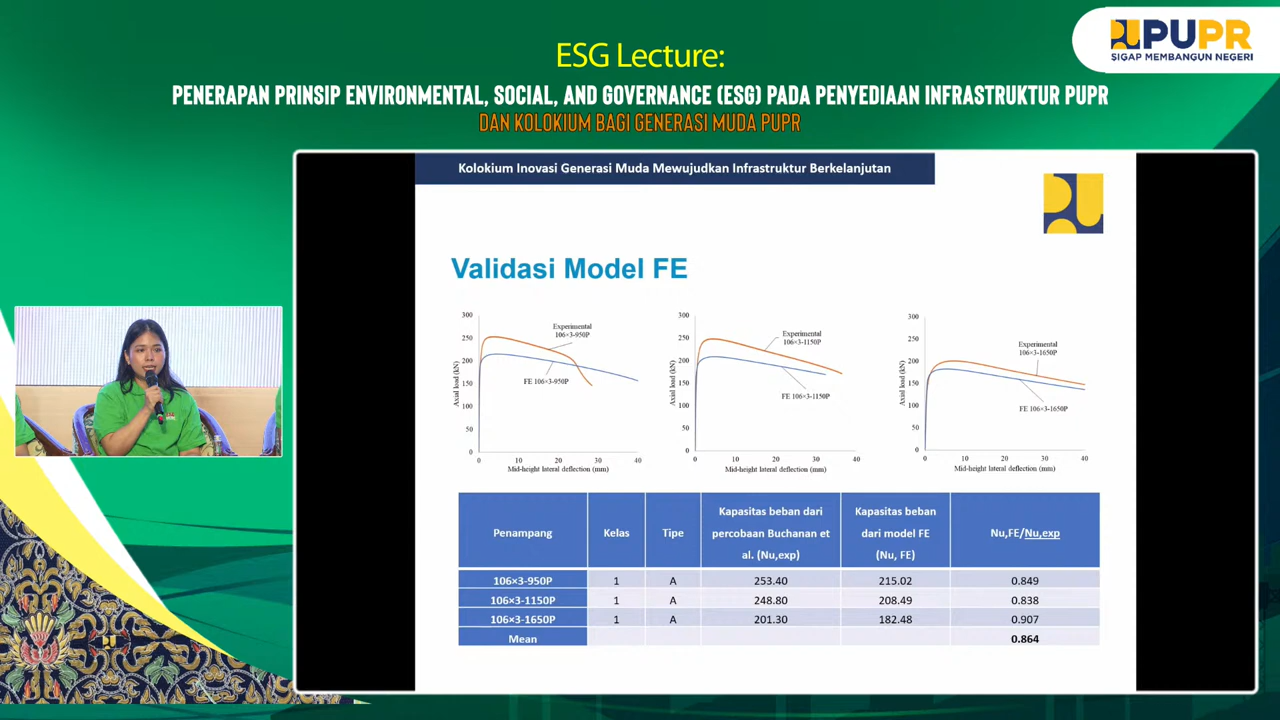 ESG Lecture:
PENERAPAN PRINSIP ENVIRONMENTAL, SOCIAL, AND GOVERNANCE (ESG) PADA PENYEDIAAN INFRASTRUKTUR PUPR
DAN KOLOKIUM BAGI GENERASI MUDA PUPR
PUPR
SIGAP MEMBANGUN NEGERI
Kolokium Inovasi Generasi Muda Mewujudkan Infrastruktur Berkelanjutan
Validasi Model FE
300
250
200
150
100
50
0
Axial load (kN)
Experimental
106×3-950P
FE 106×3-950P
0 10 20 30 40
Mid-height lateral deflection (mm)
300
250
200
150
100
50
0
Axial load (kN)
Experimental
106×3-1150P
FE 106×3-1150P
0 10 20 30 40
Mid-height lateral deflection (mm)
300
250
200
150
100
50
0
Axial load (kN)
Experimental
106×3-1650P
FE 106×3-1650P
0 10 20 30 40
Mid-height lateral deflection (mm)
Penampang Kelas Tipe Kapasitas beban dari percobaan Buchanan et al. (Nu,exp) Kapasitas beban dari model FE (Nu, FE) Nu,FE/Nu,exp
106×3-950P 1 A 253.40 215.02 0.849
106×3-1150P 1 A 248.80 208.49 0.838
106×3-1650P 1 A 201.30 182.48 0.907
Mean 0.864